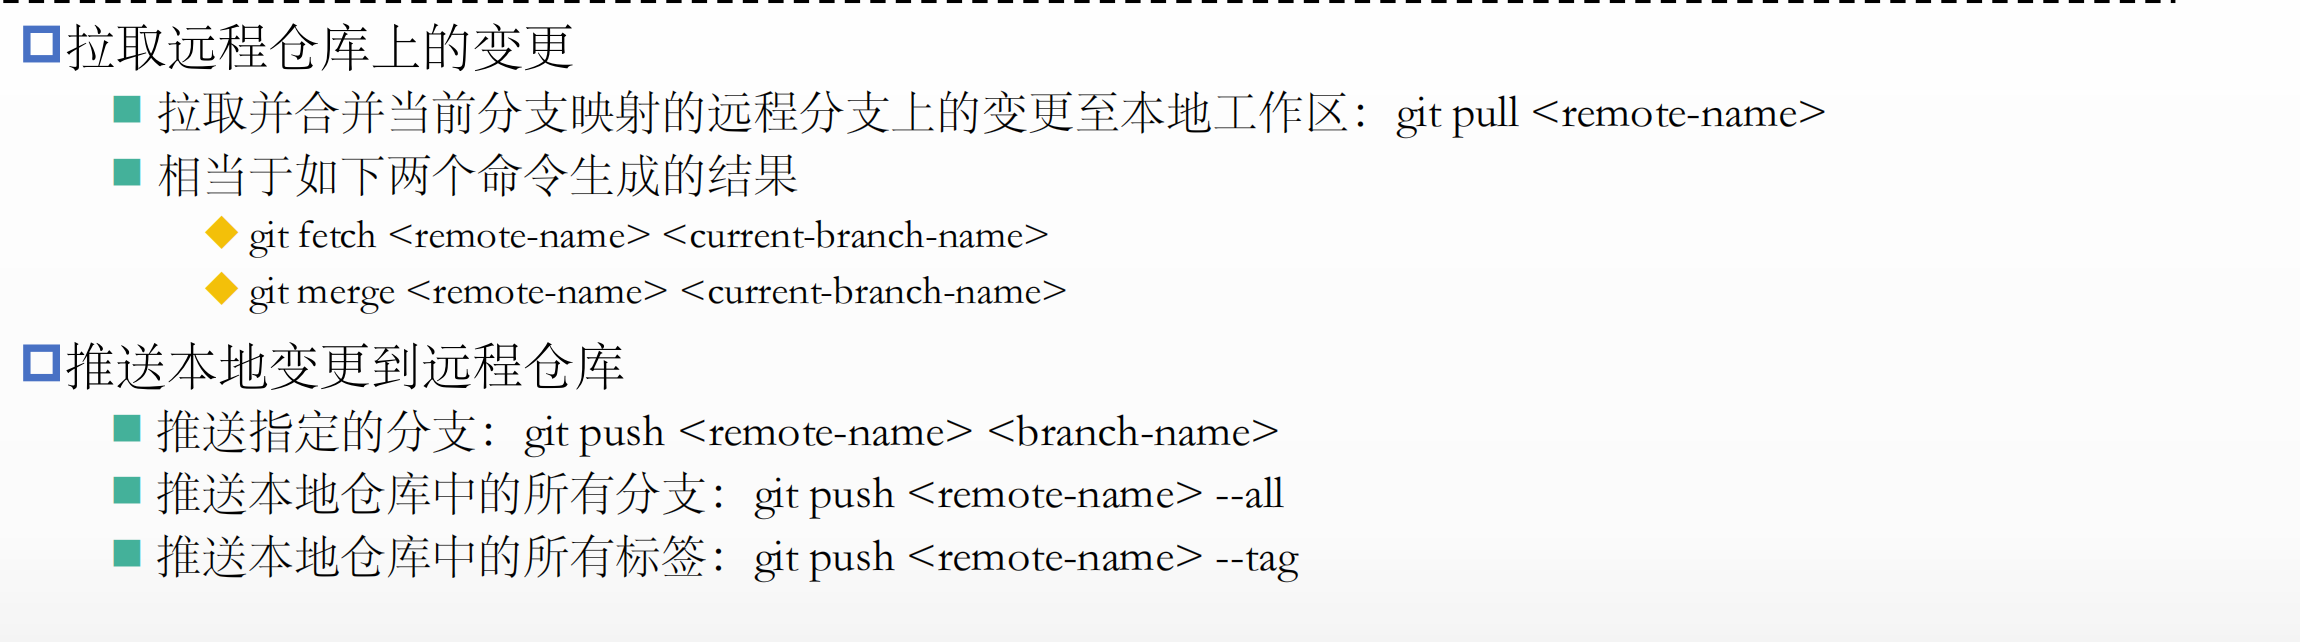 拉取远程仓库上的变更
拉取并合并当前分支映射的远程分支上的变更至本地工作区：git pull <remote-name>
相当于如下两个命令生成的结果
git fetch <remote-name> <current-branch-name>
git merge <remote-name> <current-branch-name>
推送本地变更到远程仓库
推送指定的分支：git push <remote-name> <branch-name>
推送本地仓库中的所有分支：git push <remote-name> --all
推送本地仓库中的所有标签：git push <remote-name> --tag